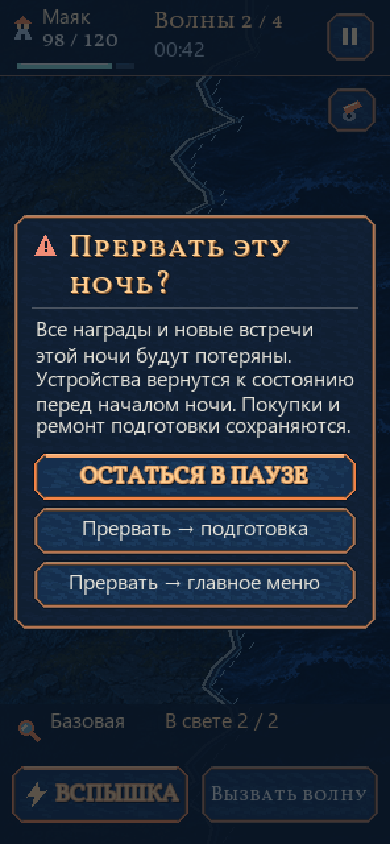 Маяк
98 / 120
Волны 2 / 4
00:42
Прервать эту
ночь?
Все награды и новые встречи
этой ночи будут потеряны.
Устройства вернутся к состоянию
перед началом ночи. Покупки и
ремонт подготовки сохраняются.
ОСТАТЬСЯ В ПАУЗЕ
Прервать → подготовка
Прервать → главное меню
Базовая
В свете 2 / 2
ВСПЫШКА
Вызвать волну